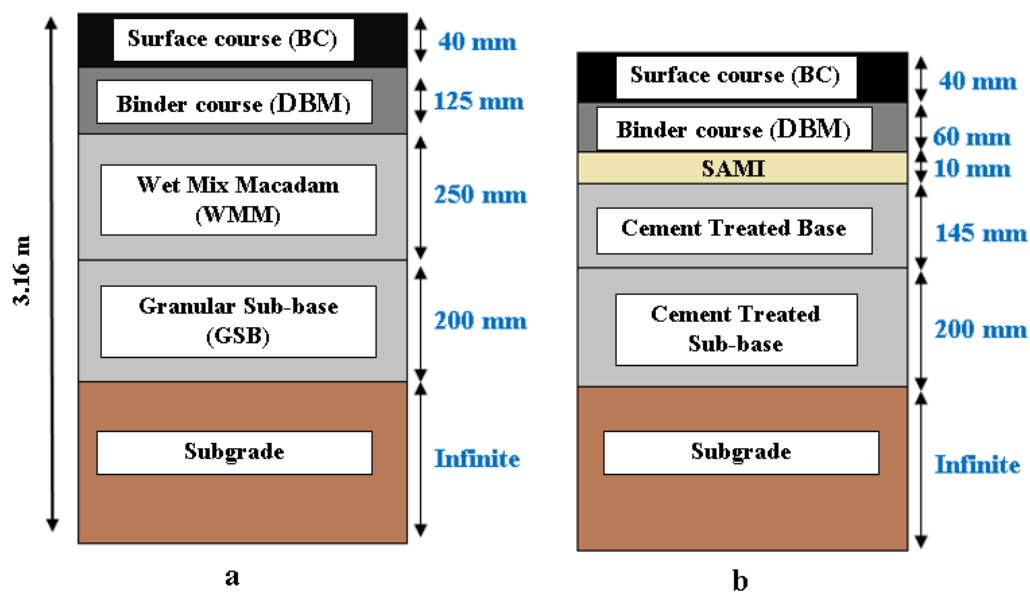 3.16 m
Surface course (BC)
40 mm
Binder course (DBM)
125 mm
Wet Mix Macadam
(WMM)
250 mm
Granular Sub-base
(GSB)
200 mm
Subgrade
Infinite
a
Surface course (BC)
40 mm
Binder course (DBM)
60 mm
SAMI
10 mm
Cement Treated Base
145 mm
Cement Treated
Sub-base
200 mm
Subgrade
Infinite
b